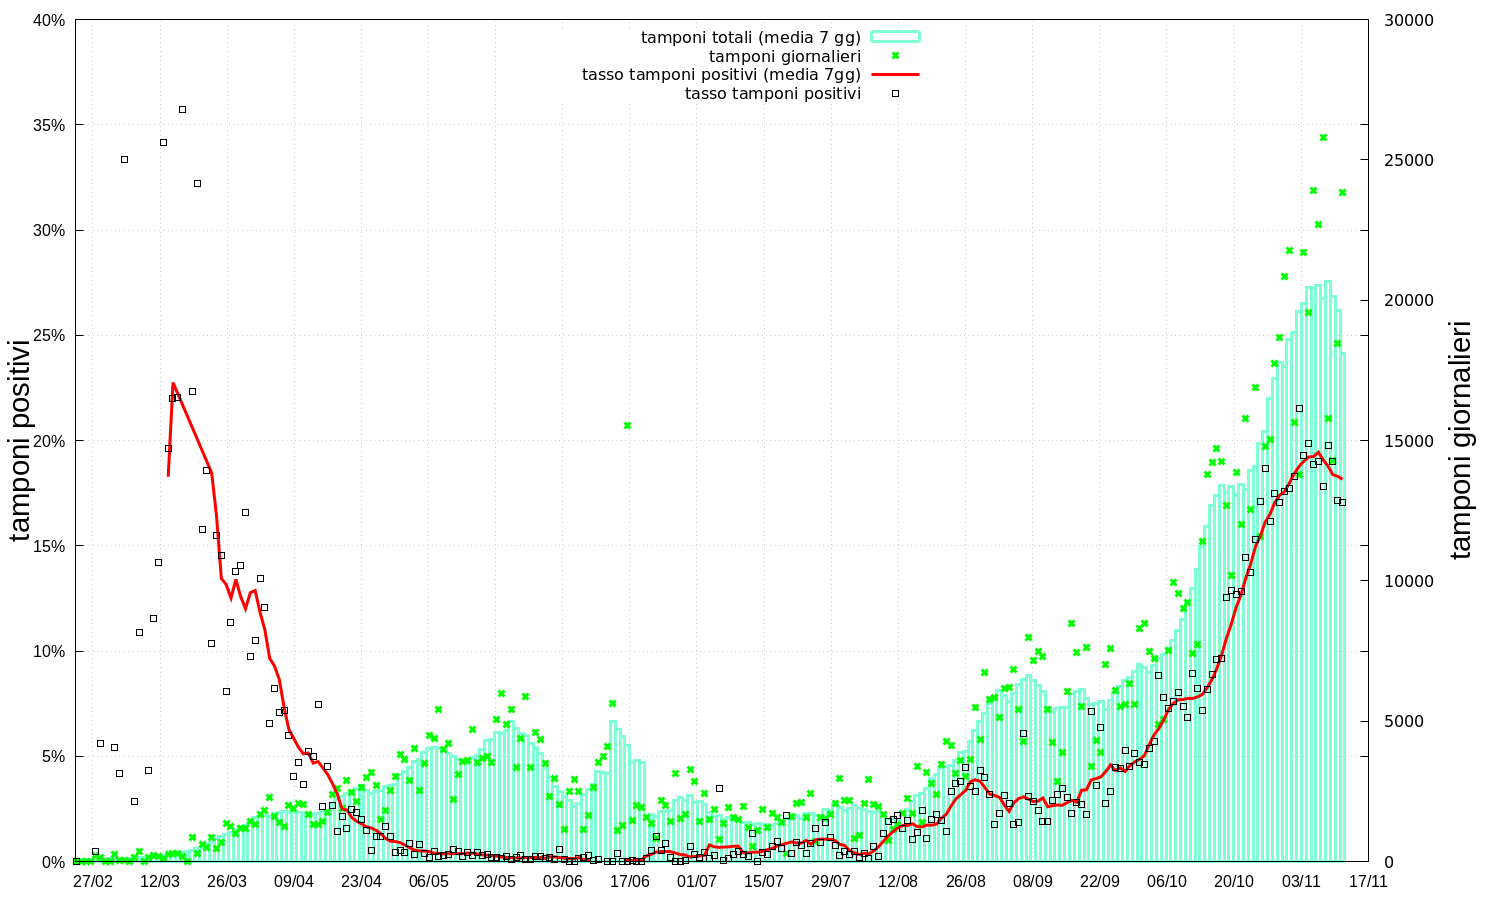 40% 30000
tamponi totali (media 7 gg)
tamponi giornalieri
tasso tamponi positivi (media 7gg)
tasso tamponi positivi
35%
25000
30%
20000
25%
tamponi positivi
tamponi giornalieri
20% 15000
15%
10000
10%
5000
5%
0% 0
27/02 12/03 26/03 09/04 23/04 06/05 20/05 03/06 17/06 01/07 15/07 29/07 12/08 26/08 08/09 22/09 06/10 20/10 03/11 17/11